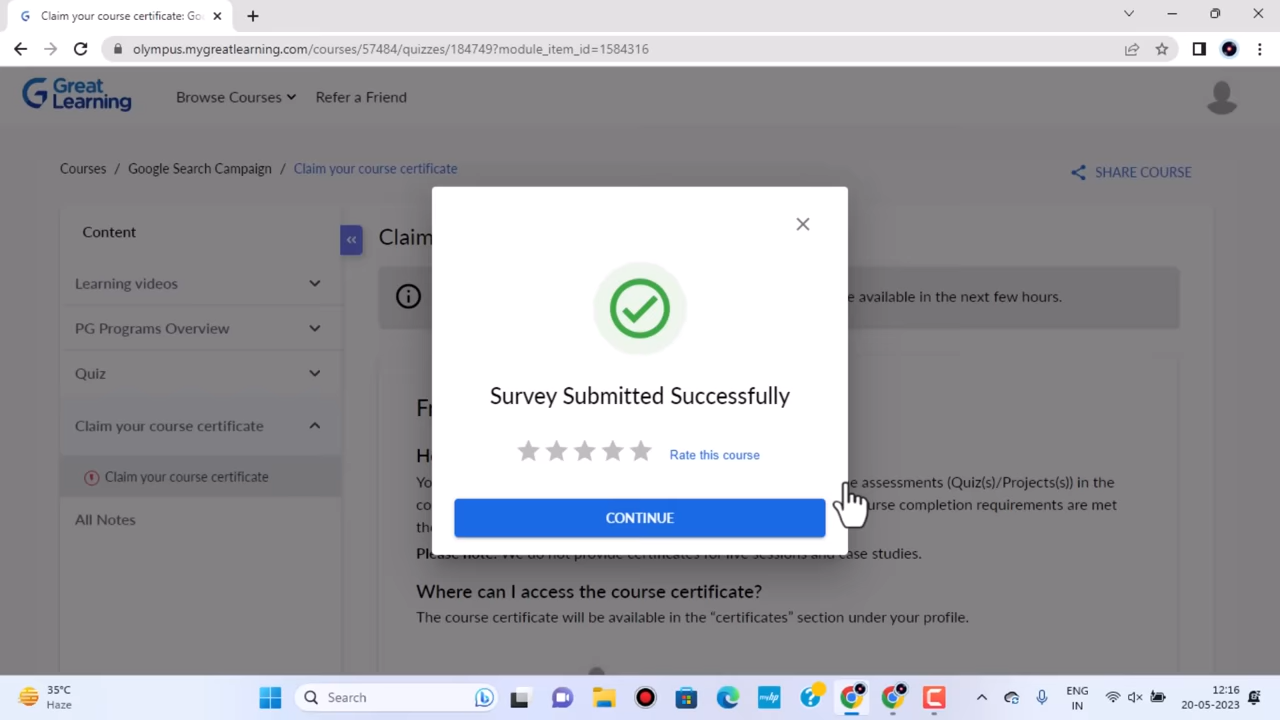 Claim your course certificate: Go
olympus.mygreatlearning.com/courses/57484/quizzes/184749?module_item_id=1584316
Great
Learning
Browse Courses
Refer a Friend
Courses / Google Search Campaign / Claim your course certificate
SHARE COURSE
Content
«
Claim
Learning videos
e available in the next few hours.
PG Programs Overview
Quiz
Survey Submitted Successfully
Fr
Claim your course certificate
Rate this course
Claim your course certificate
e assessments (Quiz(s)/Projects(s)) in the
urse completion requirements are met
CONTINUE
All Notes
Please note: We do not provide certificates for live sessions and case studies.
Where can I access the course certificate?
The course certificate will be available in the "certificates" section under your profile.
35°C
Haze
Search
ENG
IN
12:16
20-05-2023